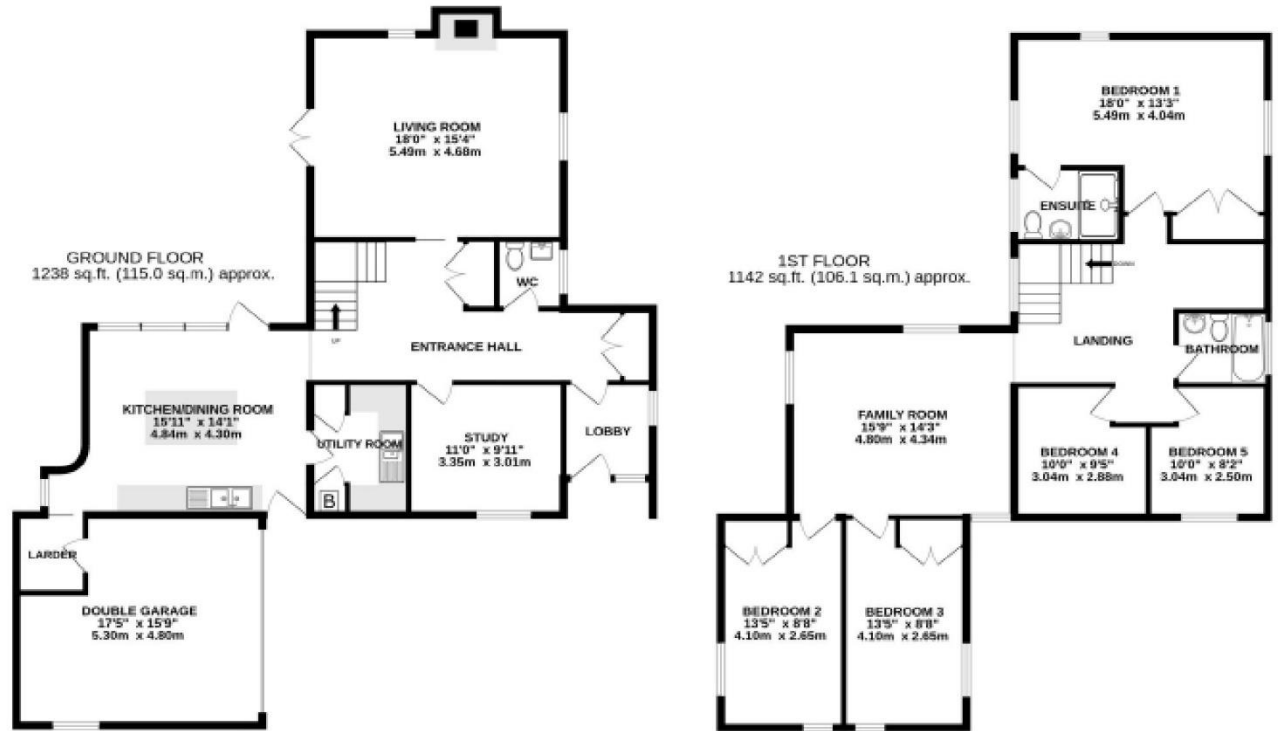 GROUND FLOOR
1238 sq.ft. (115.0 sq.m.) approx.
LIVING ROOM
18'0" x 15'4"
5.49m x 4.68m
WC
UP
ENTRANCE HALL
KITCHEN/DINING ROOM
15'11" x 14'1"
4.84m x 4.30m
UTILITY ROOM
B
STUDY
11'0" x 9'11"
3.35m x 3.01m
LOBBY
LARDER
DOUBLE GARAGE
17'5" x 15'9"
5.30m x 4.80m
1ST FLOOR
1142 sq.ft. (106.1 sq.m.) approx.
BEDROOM 1
18'0" x 13'3"
5.49m x 4.04m
ENSUITE
DOWN
LANDING
BATHROOM
FAMILY ROOM
15'9" x 14'3"
4.80m x 4.34m
BEDROOM 4
10'0" x 9'5"
3.04m x 2.88m
BEDROOM 5
10'0" x 8'2"
3.04m x 2.50m
BEDROOM 2
13'5" x 8'8"
4.10m x 2.65m
BEDROOM 3
13'5" x 8'8"
4.10m x 2.65m